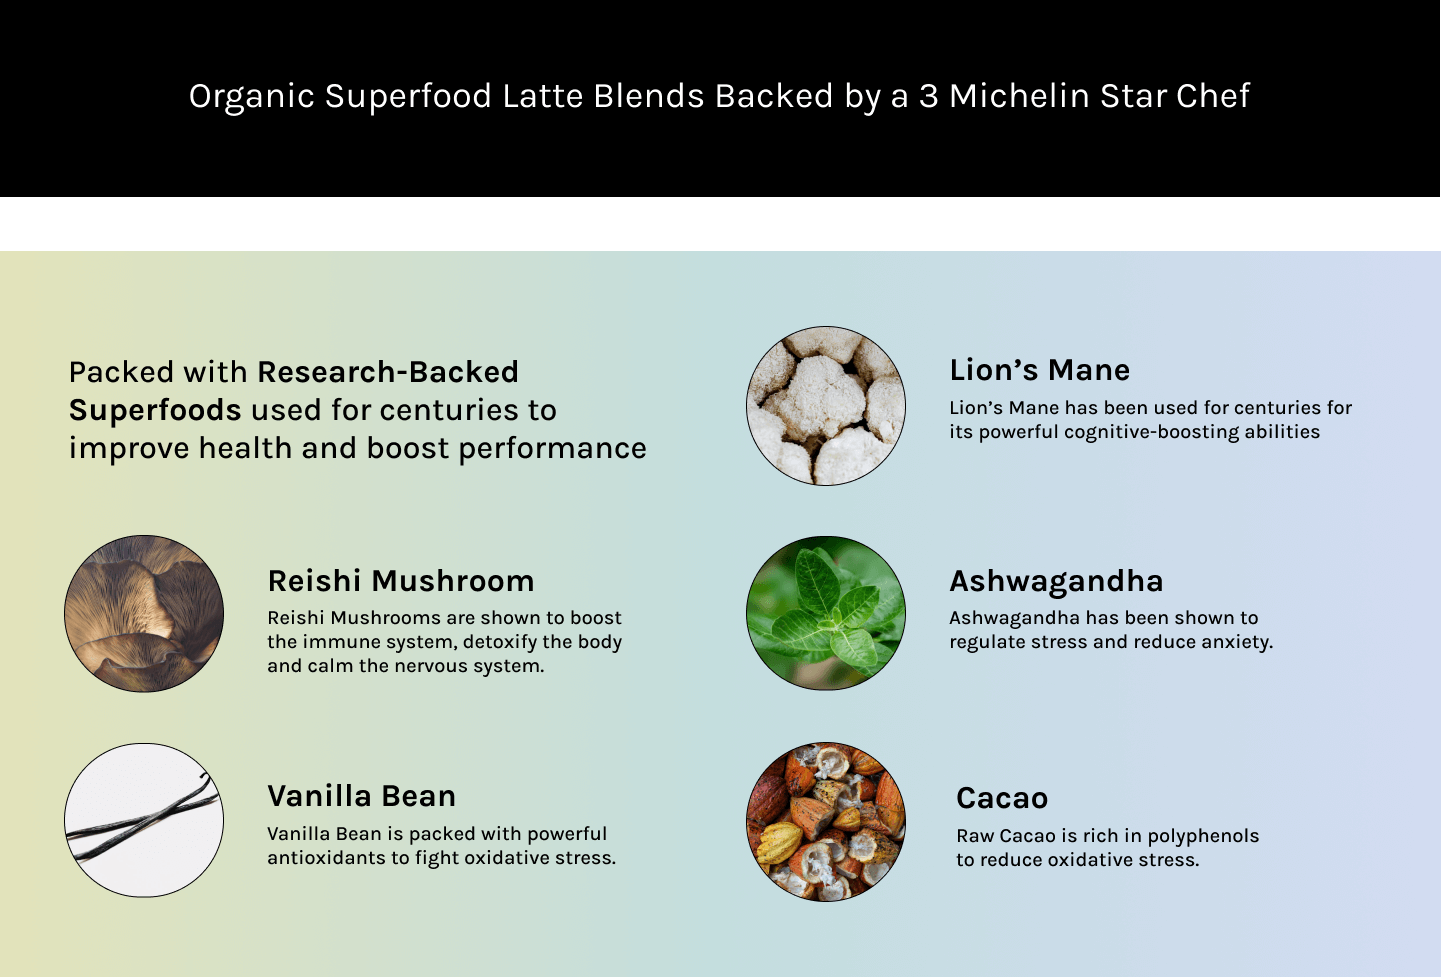 Organic Superfood Latte Blends Backed by a 3 Michelin Star Chef
Packed with Research-Backed
Superfoods used for centuries to
improve health and boost performance
Lion’s Mane
Lion’s Mane has been used for centuries for
its powerful cognitive-boosting abilities
Reishi Mushroom
Reishi Mushrooms are shown to boost
the immune system, detoxify the body
and calm the nervous system.
Ashwagandha
Ashwagandha has been shown to
regulate stress and reduce anxiety.
Vanilla Bean
Vanilla Bean is packed with powerful
antioxidants to fight oxidative stress.
Cacao
Raw Cacao is rich in polyphenols
to reduce oxidative stress.